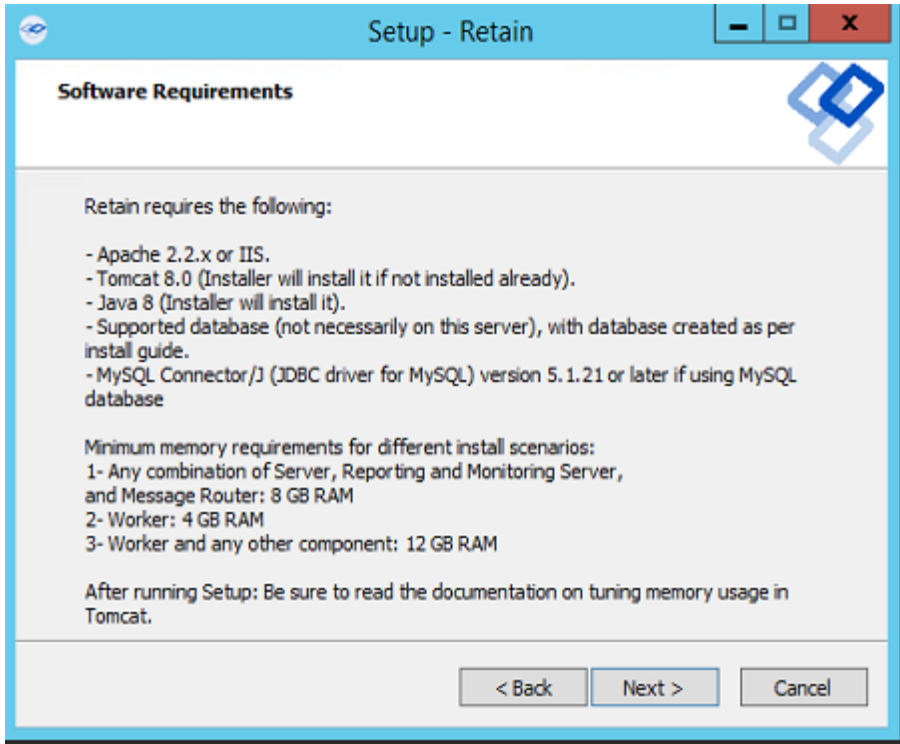 Setup - Retain
Software Requirements
Retain requires the following:
- Apache 2.2.x or IIS.
- Tomcat 8.0 (Installer will install it if not installed already).
- Java 8 (Installer will install it).
- Supported database (not necessarily on this server), with database created as per
install guide.
- MySQL Connector/J (JDBC driver for MySQL) version 5.1.21 or later if using MySQL
database
Minimum memory requirements for different install scenarios:
1- Any combination of Server, Reporting and Monitoring Server,
and Message Router: 8 GB RAM
2- Worker: 4 GB RAM
3- Worker and any other component: 12 GB RAM
After running Setup: Be sure to read the documentation on tuning memory usage in
Tomcat.
< Back Next > Cancel